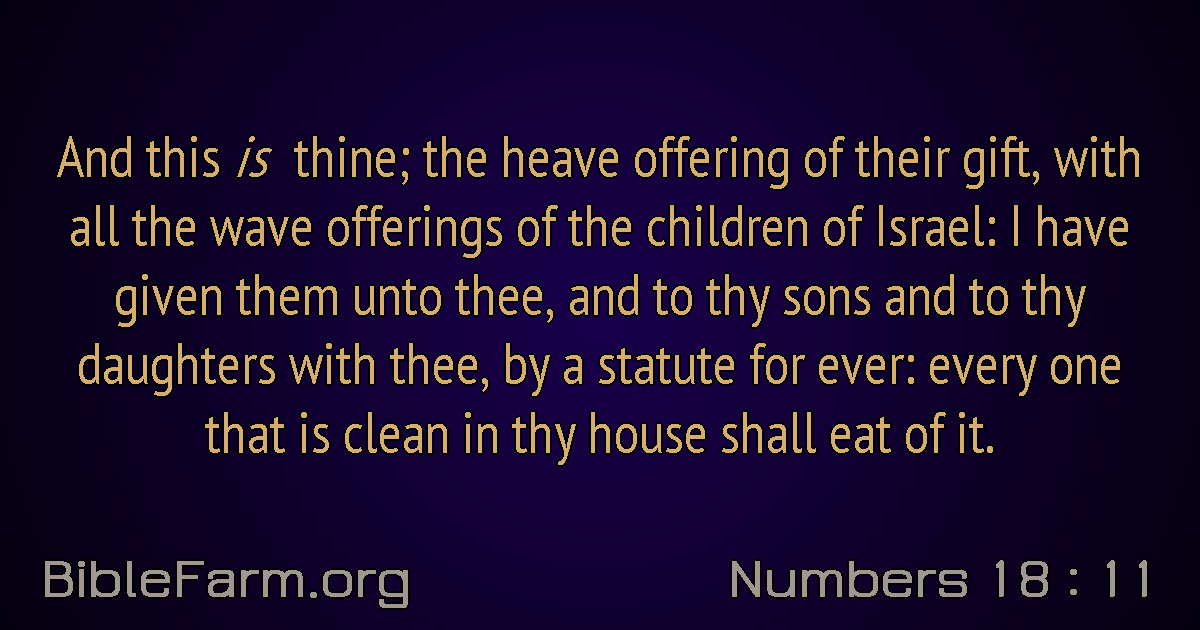 And this is thine; the heave offering of their gift, with
all the wave offerings of the children of Israel: I have
given them unto thee, and to thy sons and to thy
daughters with thee, by a statute for ever: every one
that is clean in thy house shall eat of it.
BibleFarm.org
Numbers 18 : 11